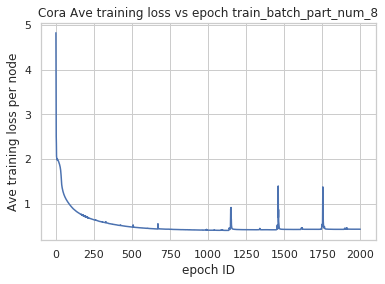 Cora Ave training loss vs epoch train_batch_part_num_8
Ave training loss per node
5
4
3
2
1
0 250 500 750 1000 1250 1500 1750 2000
epoch ID